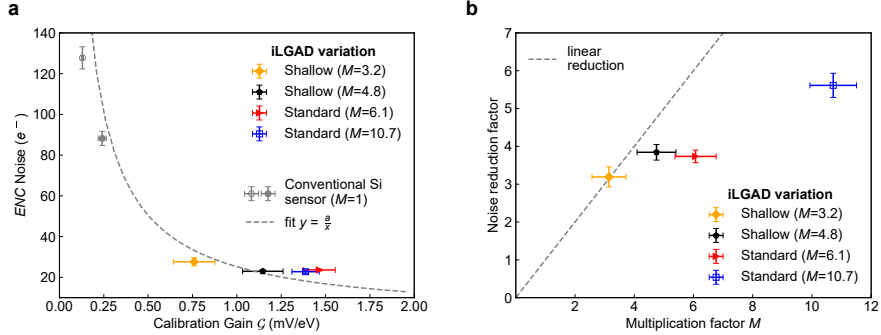 a
140
120
100
80
60
40
20
ENC Noise (e⁻)
0.00
0.25
0.50
0.75
1.00
1.25
1.50
1.75
2.00
Calibration Gain 𝒢 (mV/eV)
iLGAD variation
Shallow (M=3.2)
Shallow (M=4.8)
Standard (M=6.1)
Standard (M=10.7)
Conventional Si
sensor (M=1)
fit y = a/x
b
7
6
5
4
3
2
1
0
Noise reduction factor
2
4
6
8
10
12
Multiplication factor M
linear
reduction
iLGAD variation
Shallow (M=3.2)
Shallow (M=4.8)
Standard (M=6.1)
Standard (M=10.7)